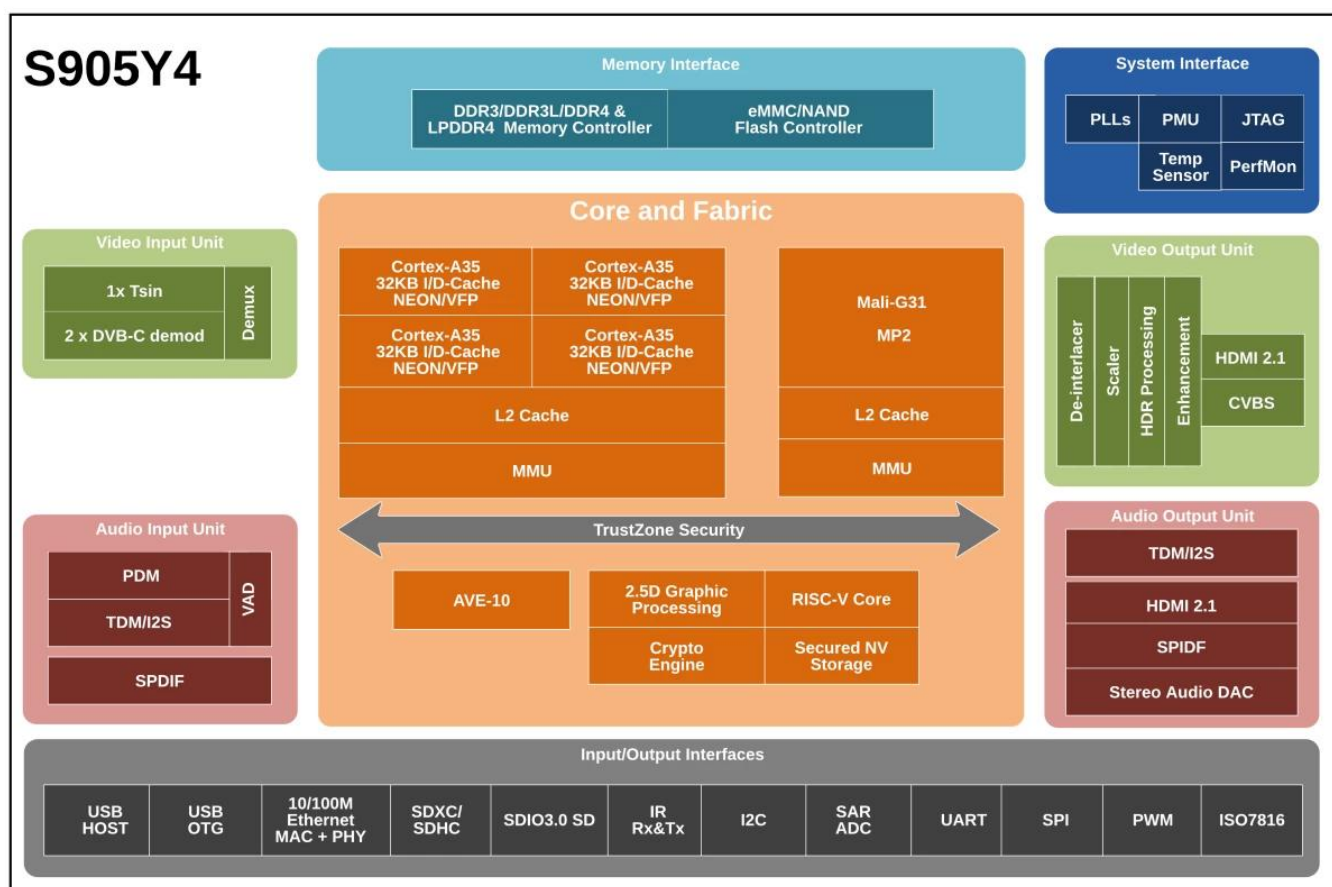 S905Y4
Memory Interface
DDR3/DDR3L/DDR4 &
LPDDR4 Memory Controller
eMMC/NAND
Flash Controller
System Interface
PLLs
PMU
JTAG
Temp
Sensor
PerfMon
Video Input Unit
1x Tsin
2 x DVB-C demod
Demux
Core and Fabric
Cortex-A35
32KB I/D-Cache
NEON/VFP
Cortex-A35
32KB I/D-Cache
NEON/VFP
Cortex-A35
32KB I/D-Cache
NEON/VFP
Cortex-A35
32KB I/D-Cache
NEON/VFP
L2 Cache
MMU
Mali-G31
MP2
L2 Cache
MMU
TrustZone Security
AVE-10
2.5D Graphic
Processing
RISC-V Core
Crypto
Engine
Secured NV
Storage
Video Output Unit
De-interlacer
Scaler
HDR Processing
Enhancement
HDMI 2.1
CVBS
Audio Input Unit
PDM
TDM/I2S
VAD
SPDIF
Audio Output Unit
TDM/I2S
HDMI 2.1
SPIDF
Stereo Audio DAC
Input/Output Interfaces
USB
HOST
USB
OTG
10/100M
Ethernet
MAC + PHY
SDXC/
SDHC
SDIO3.0 SD
IR
Rx&Tx
I2C
SAR
ADC
UART
SPI
PWM
ISO7816